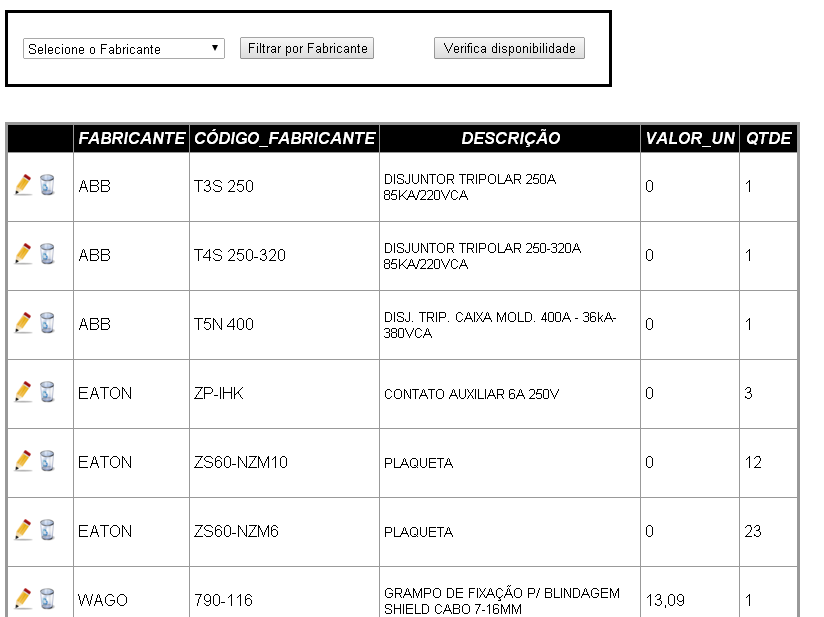 Selecione o Fabricante Filtrar por Fabricante Verifica disponibilidade
FABRICANTE CÓDIGO_FABRICANTE DESCRIÇÃO VALOR_UN QTDE
ABB T3S 250 DISJUNTOR TRIPOLAR 250A 0 1
85KA/220VCA
ABB T4S 250-320 DISJUNTOR TRIPOLAR 250-320A 0 1
85KA/220VCA
ABB T5N 400 DISJ. TRIP. CAIXA MOLD. 400A - 36kA- 0 1
380VCA
EATON ZP-IHK CONTATO AUXILIAR 6A 250V 0 3
EATON ZS60-NZM10 PLAQUETA 0 12
EATON ZS60-NZM6 PLAQUETA 0 23
WAGO 790-116 GRAMPO DE FIXAÇÃO P/ BLINDAGEM 13,09 1
SHIELD CABO 7-16MM